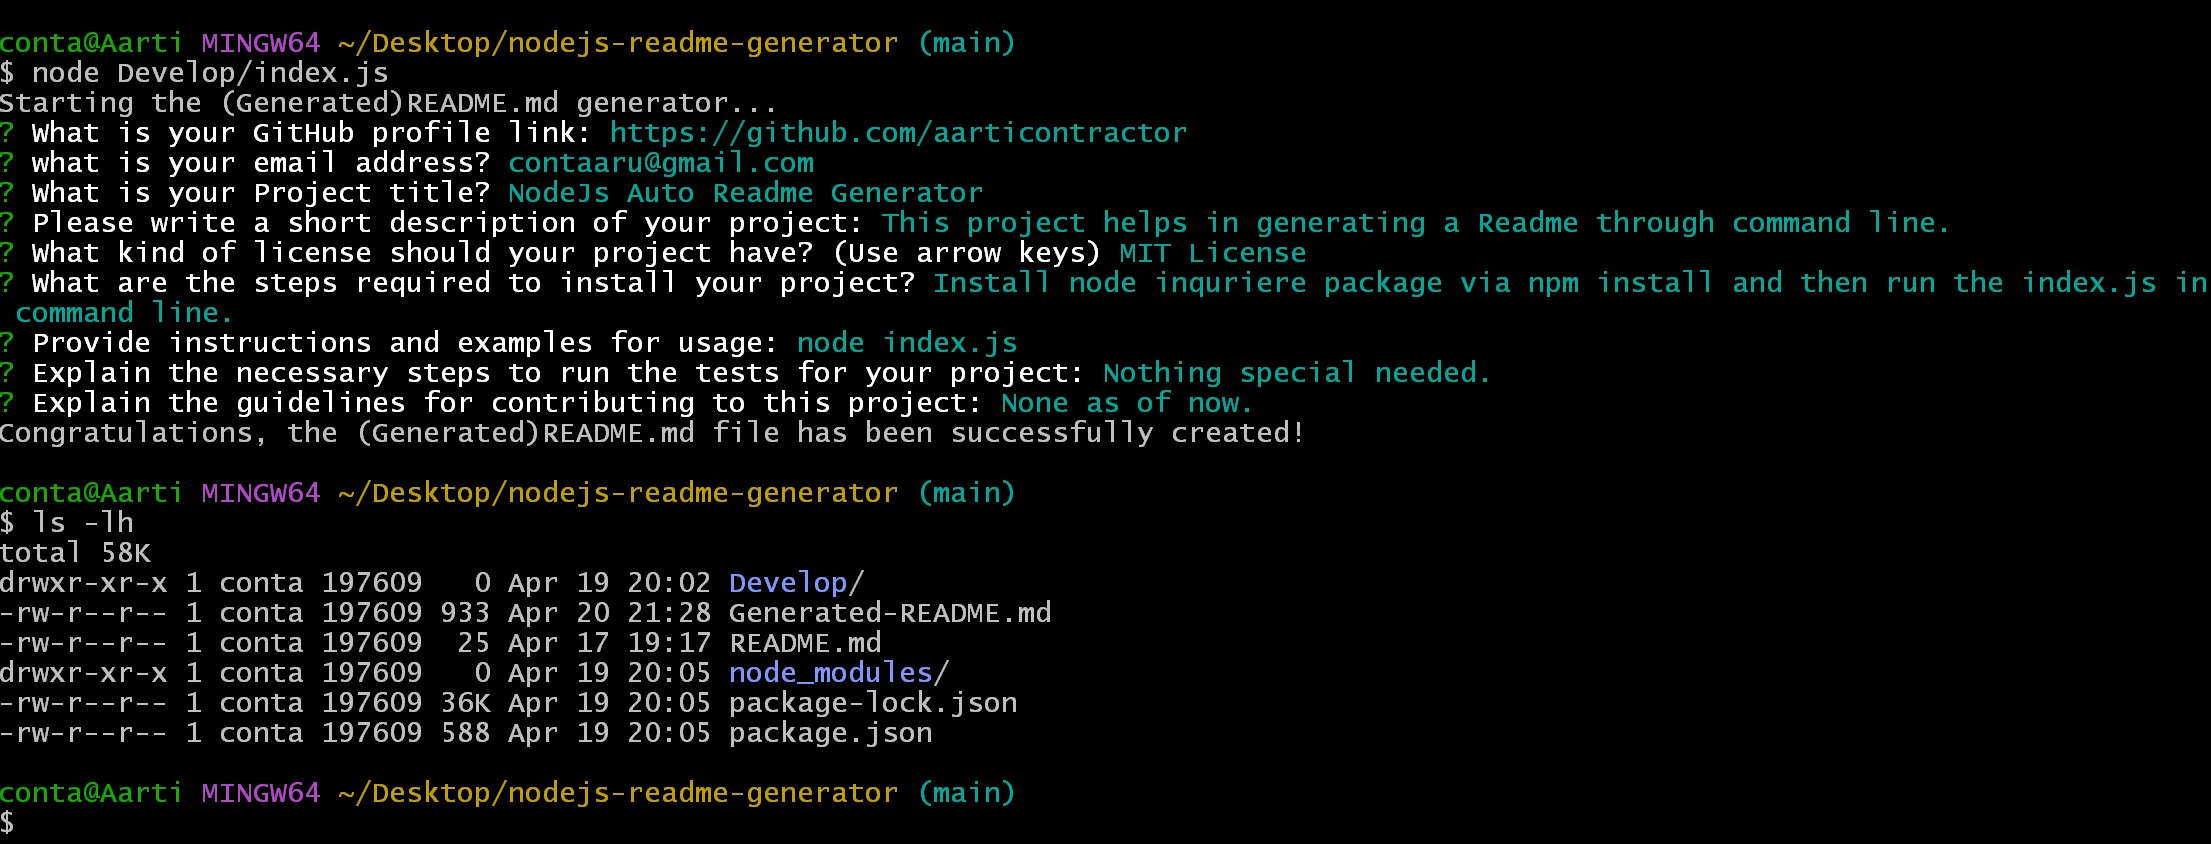 conta@Aarti MINGW64 ~/Desktop/nodejs-readme-generator (main)
$ node Develop/index.js
Starting the (Generated)README.md generator...
? What is your GitHub profile link: https://github.com/aarticontractor
? what is your email address? contaaru@gmail.com
? What is your Project title? NodeJs Auto Readme Generator
? Please write a short description of your project: This project helps in generating a Readme through command line.
? What kind of license should your project have? (Use arrow keys) MIT License
? What are the steps required to install your project? Install node inquriere package via npm install and then run the index.js in
command line.
? Provide instructions and examples for usage: node index.js
? Explain the necessary steps to run the tests for your project: Nothing special needed.
? Explain the guidelines for contributing to this project: None as of now.
Congratulations, the (Generated)README.md file has been successfully created!
conta@Aarti MINGW64 ~/Desktop/nodejs-readme-generator (main)
$ ls -lh
total 58K
drwxr-xr-x 1 conta 197609   0 Apr 19 20:02 Develop/
-rw-r--r-- 1 conta 197609 933 Apr 20 21:28 Generated-README.md
-rw-r--r-- 1 conta 197609  25 Apr 17 19:17 README.md
drwxr-xr-x 1 conta 197609   0 Apr 19 20:05 node_modules/
-rw-r--r-- 1 conta 197609 36K Apr 19 20:05 package-lock.json
-rw-r--r-- 1 conta 197609 588 Apr 19 20:05 package.json
conta@Aarti MINGW64 ~/Desktop/nodejs-readme-generator (main)
$